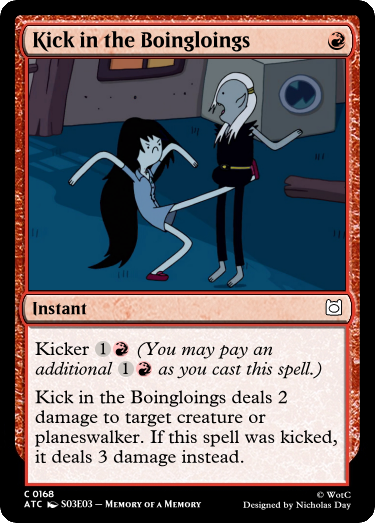 Kick in the Boingloings
Instant
Kicker 1 (You may pay an
additional 1 as you cast this spell.)
Kick in the Boingloings deals 2
damage to target creature or
planeswalker. If this spell was kicked,
it deals 3 damage instead.
C 0168 © WotC
ATC S03E03 – Memory of a Memory Designed by Nicholas Day